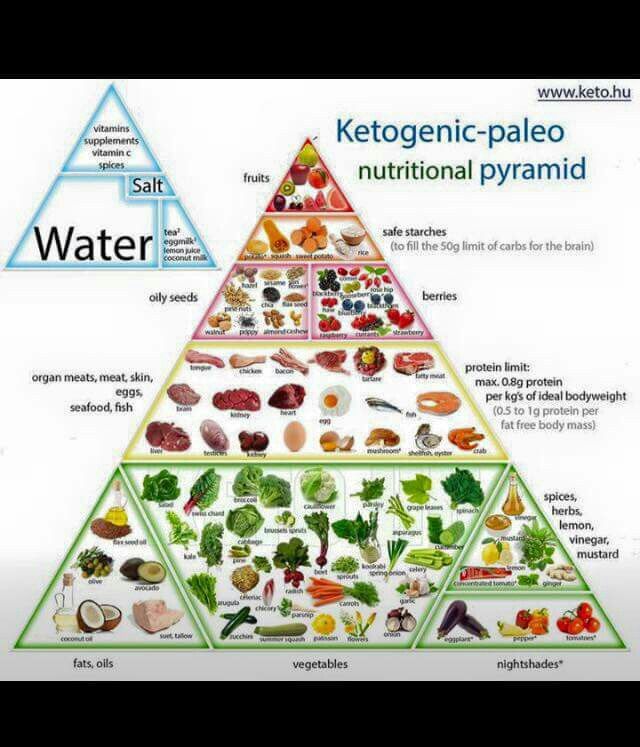 www.keto.hu
Ketogenic-paleo
nutritional pyramid
vitamins
supplements
vitamin c
spices
Salt
Water
tea²
eggmilk¹
lemon juice
coconut milk
fruits
safe starches
(to fill the 50g limit of carbs for the brain)
potato* squash sweet potato rice
oily seeds
hazel sesame sun flower
pine nuts chia flax seed
walnut poppy almond cashew
berries
blackberry gooseberry rose hip
blueberry blackthorn
raspberry currants strawberry
organ meats, meat, skin,
eggs,
seafood, fish
tongue chicken bacon tartare fatty meat
brain kidney heart egg fish
liver testicles kidney mushroom* shellfish, oyster crab
protein limit:
max. 0.8g protein
per kg's of ideal bodyweight
(0.5 to 1g protein per
fat free body mass)
flax seed oil
olive avocado
coconut oil suet, tallow
fats, oils
salad swiss chard broccoli cauliflower parsley grape leaves spinach
kale cabbage brussels sprouts asparagus cucumber
beet sprouts kohlrabi spring onion celery
arugula celeriac chicory radish parsnip carrots garlic
zucchini summer squash patisson flowers onion
vegetables
spices,
herbs,
lemon,
vinegar,
mustard
vinegar
mustard
lemon
concentrated tomato* ginger
eggplant* pepper* tomatoes*
nightshades*